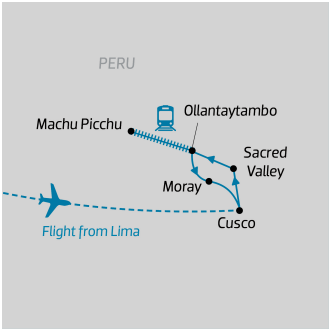 PERU
Ollantaytambo
Machu Picchu
Sacred
Valley
Moray
Cusco
Flight from Lima